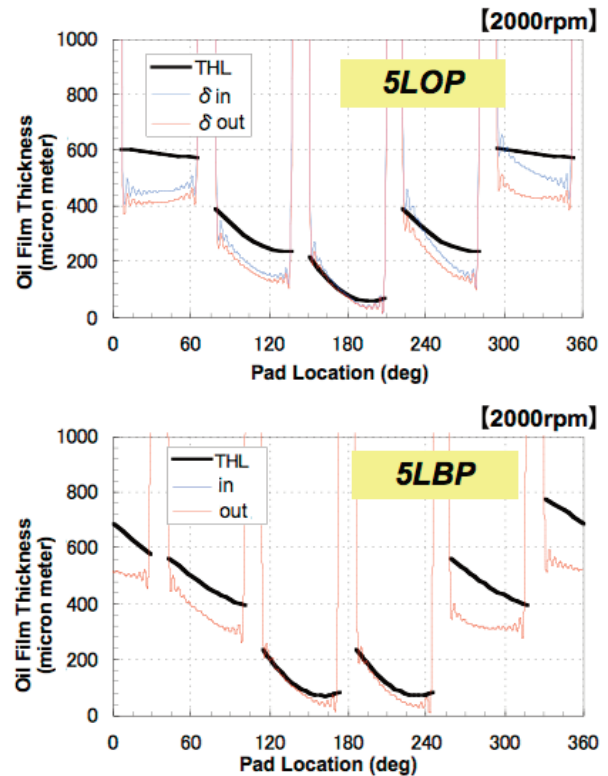 【2000rpm】
5LOP
THL
δ in
δ out
1000
800
600
400
200
0
Oil Film Thickness
(micron meter)
0 60 120 180 240 300 360
Pad Location (deg)
【2000rpm】
5LBP
THL
in
out
1000
800
600
400
200
0
Oil Film Thickness
(micron meter)
0 60 120 180 240 300 360
Pad Location (deg)